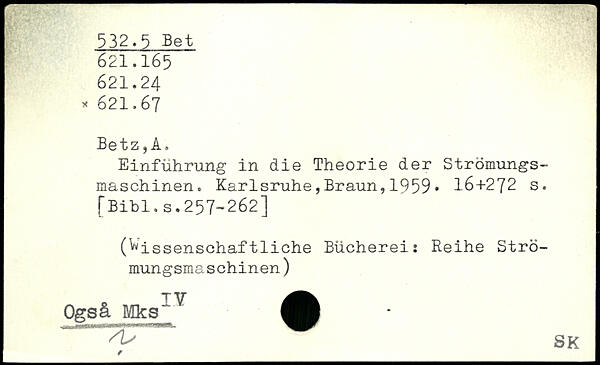 532.5 Bet
621.165
621.24
× 621.67
Betz,A.
Einführung in die Theorie der Strömungs-
maschinen. Karlsruhe,Braun,1959. 16+272 s.
[Bibl.s.257-262]
(Wissenschaftliche Bücherei: Reihe Strö-
mungsmaschinen)
Også Mks IV
SK